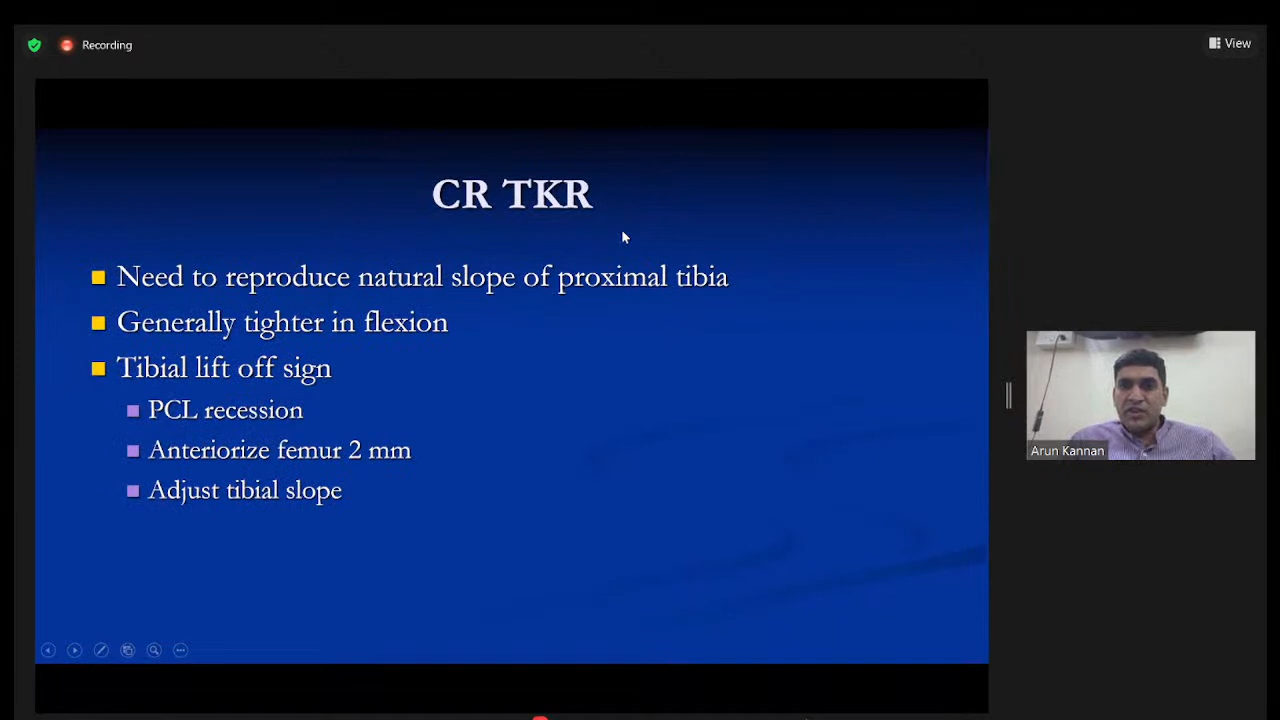 Recording
View
CR TKR
Need to reproduce natural slope of proximal tibia
Generally tighter in flexion
Tibial lift off sign
PCL recession
Anteriorize femur 2 mm
Adjust tibial slope
Arun Kannan